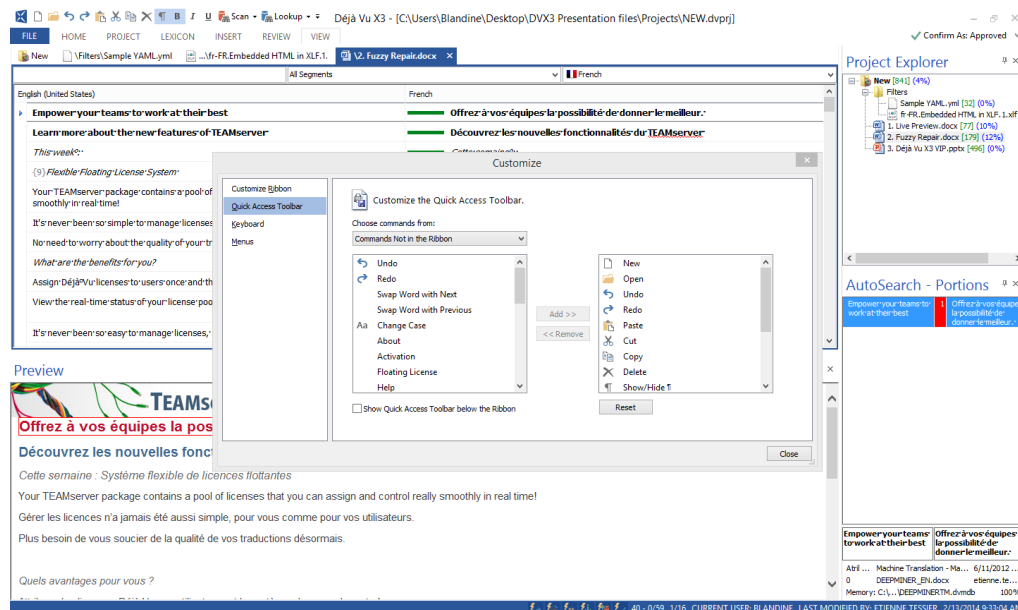 B I U Scan Lookup Déjà Vu X3 - [C:\Users\Blandine\Desktop\DVX3 Presentation files\Projects\NEW.dvprj]
FILE HOME PROJECT LEXICON INSERT REVIEW VIEW Confirm As: Approved
New \Filters\Sample YAML.yml ...\fr-FR.Embedded HTML in XLF.1. \2. Fuzzy Repair.docx
All Segments French
English (United States) French
Empower·your·teams·to·work·at·their·best Offrez·à·vos·équipes·la·possibilité·de·donner·le·meilleur.·
Learn·more·about·the·new·features·of·TEAMserver Découvrez·les·nouvelles·fonctionnalités·du·TEAMserver
This·week°:· Cette·semaine°:·
{9}Flexible·Floating·License·System·
Your·TEAMserver·package·contains·a·pool·of
smoothly·in·real·time!
It's·never·been·so·simple·to·manage·licenses
No·need·to·worry·about·the·quality·of·your·tr
What·are·the·benefits·for·you?
Assign·Déjà°Vu·licenses·to·users·once·and·th
View·the·real-time·status·of·your·license·poo
It's·never·been·so·easy·to·manage·licenses,·
Customize
Customize Ribbon
Quick Access Toolbar
Keyboard
Menus
Customize the Quick Access Toolbar.
Choose commands from:
Commands Not in the Ribbon
Undo
Redo
Swap Word with Next
Swap Word with Previous
Aa Change Case
About
Activation
Floating License
Help
Add >>
<< Remove
New
Open
Undo
Redo
Paste
Cut
Copy
Delete
Show/Hide ¶
Show Quick Access Toolbar below the Ribbon
Reset
Close
Project Explorer
New [841] (4%)
Filters
Sample YAML.yml [32] (0%)
fr-FR.Embedded HTML in XLF.1.xlf
1. Live Preview.docx [77] (10%)
2. Fuzzy Repair.docx [179] (12%)
3. Déjà Vu X3 VIP.pptx [496] (0%)
AutoSearch - Portions
Empower·your·teams·to· 1 Offrez·à·vos·équipes
work·at·their·best la·possibilité·de·
donner·le·meilleur.·
Preview
TEAMs
Offrez à vos équipes la pos
Découvrez les nouvelles fonc
Cette semaine : Système flexible de licences flottantes
Your TEAMserver package contains a pool of licenses that you can assign and control really smoothly in real time!
Gérer les licences n'a jamais été aussi simple, pour vous comme pour vos utilisateurs.
Plus besoin de vous soucier de la qualité de vos traductions désormais.
Quels avantages pour vous ?
Empower·your·teams· Offrez·à·vos·équipes·
to·work·at·their·best la·possibilité·de·
donner·le·meilleur.·
Atril ... Machine Translation - Ma... 6/11/2012 ...
0 DEEPMINER_EN.docx etienne.te...
Memory: C:\...\DEEPMINERTM.dvmdb 100%
40 - 0/59 1/16 CURRENT USER: BLANDINE LAST MODIFIED BY: ETIENNE TESSIER, 2/13/2014 9:33:04 AM